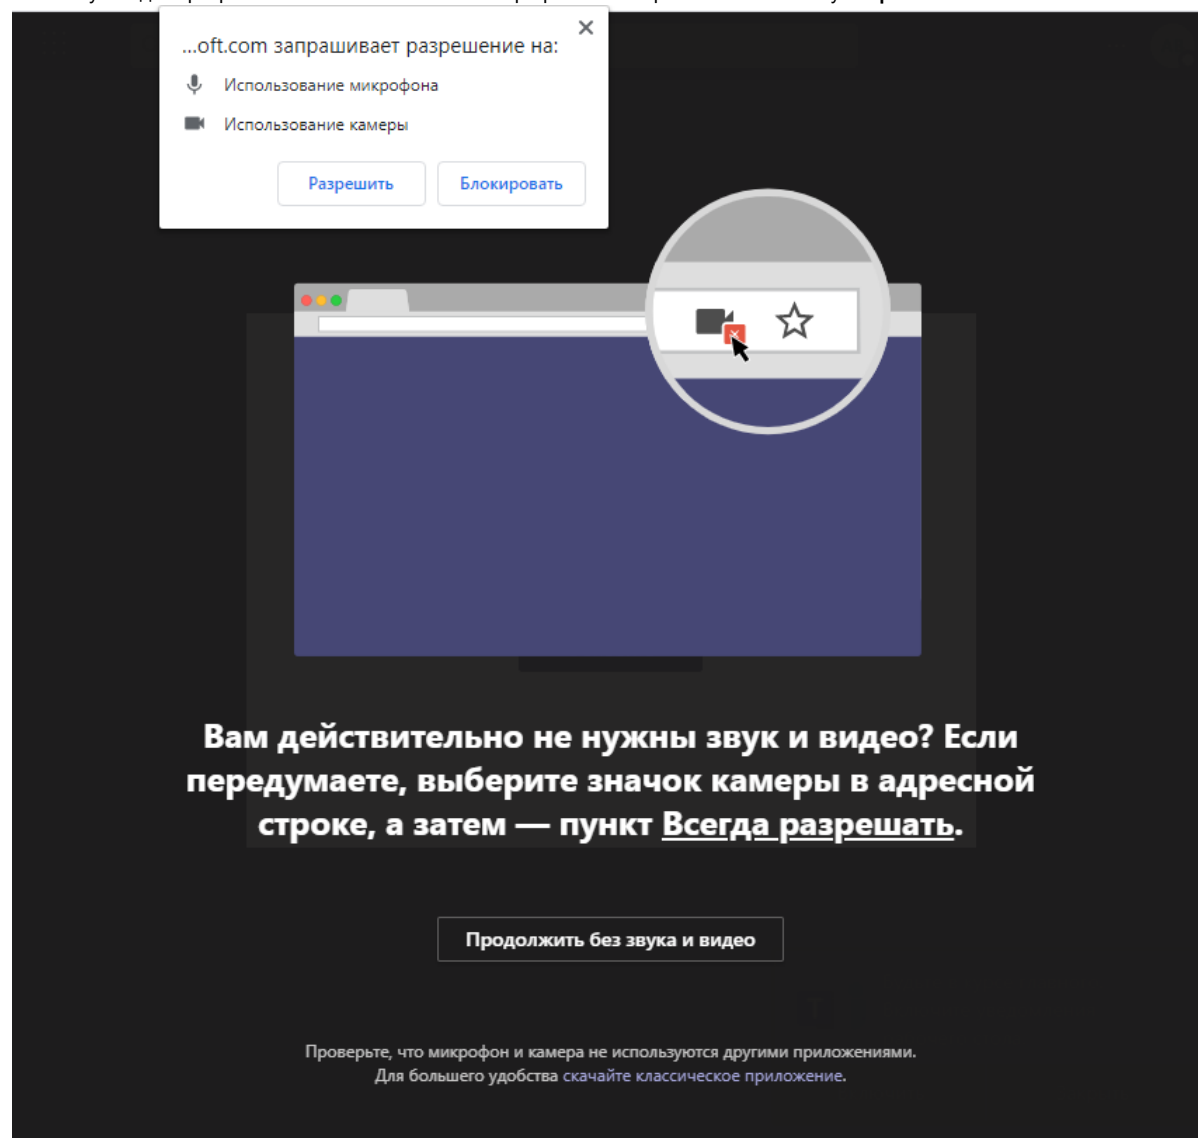 ...oft.com запрашивает разрешение на:
Использование микрофона
Использование камеры
Разрешить
Блокировать
Вам действительно не нужны звук и видео? Если
передумаете, выберите значок камеры в адресной
строке, а затем — пункт Всегда разрешать.
Продолжить без звука и видео
Проверьте, что микрофон и камера не используются другими приложениями.
Для большего удобства скачайте классическое приложение.